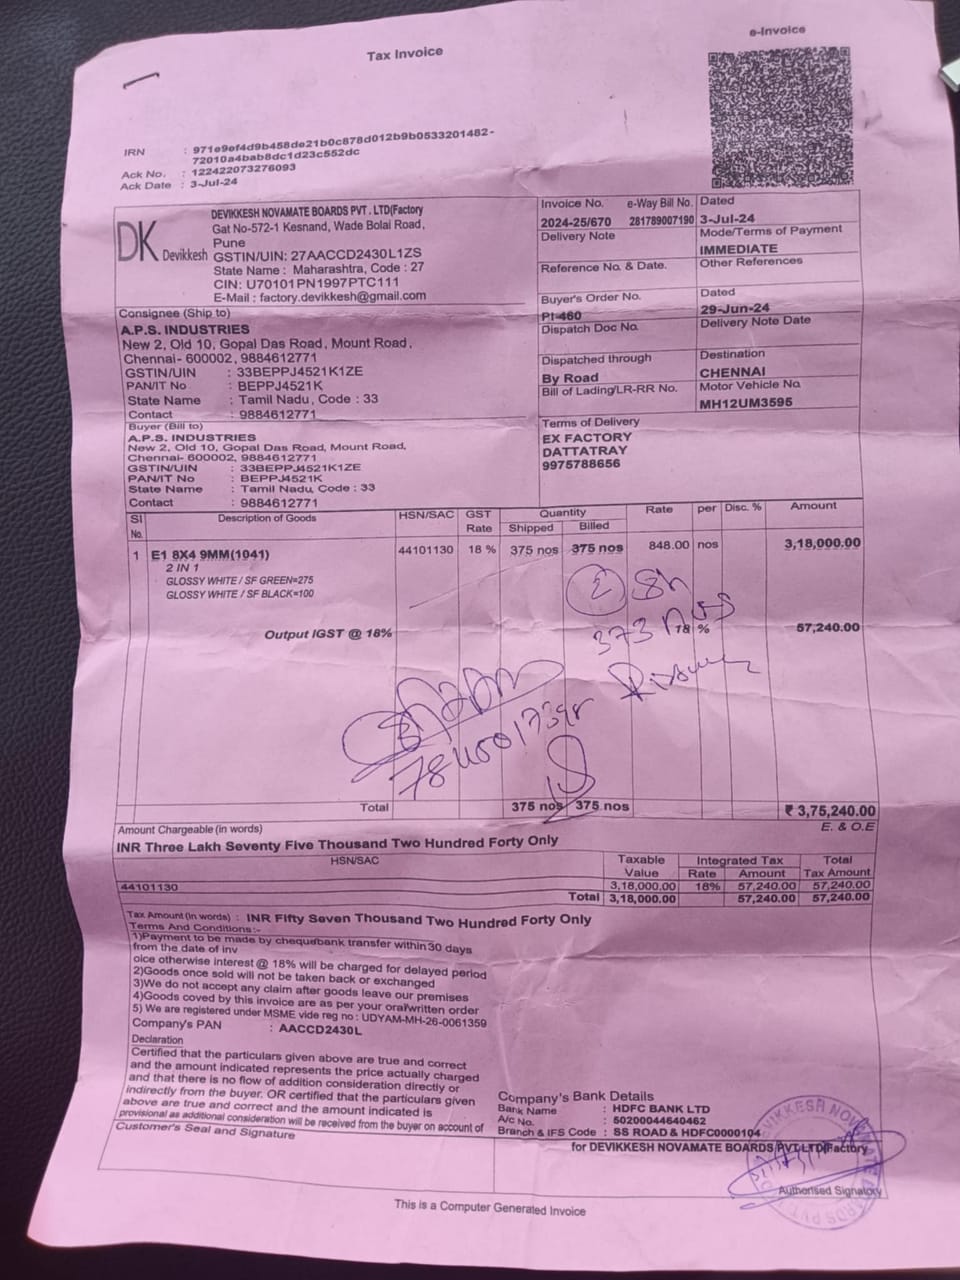 Tax Invoice
e-Invoice
IRN : 971e9ef4d9b458de21b0c878d012b9b0533201482-
72010a4bab8dc1d23c552dc
Ack No. : 122422073276093
Ack Date : 3-Jul-24
DK Devikkesh
DEVIKKESH NOVAMATE BOARDS PVT . LTD(Factory
Gat No-572-1 Kesnand, Wade Bolai Road,
Pune
GSTIN/UIN: 27AACCD2430L1ZS
State Name : Maharashtra, Code : 27
CIN: U70101PN1997PTC111
E-Mail : factory.devikkesh@gmail.com
Invoice No. e-Way Bill No. Dated
2024-25/670 281789007190 3-Jul-24
Delivery Note Mode/Terms of Payment
IMMEDIATE
Reference No. & Date. Other References
Buyer's Order No. Dated
PI-460 29-Jun-24
Dispatch Doc No. Delivery Note Date
Dispatched through Destination
By Road CHENNAI
Bill of Lading/LR-RR No. Motor Vehicle No.
MH12UM3595
Terms of Delivery
EX FACTORY
DATTATRAY
9975788656
Consignee (Ship to)
A.P.S. INDUSTRIES
New 2, Old 10, Gopal Das Road, Mount Road,
Chennai- 600002, 9884612771
GSTIN/UIN : 33BEPPJ4521K1ZE
PAN/IT No : BEPPJ4521K
State Name : Tamil Nadu, Code : 33
Contact : 9884612771
Buyer (Bill to)
A.P.S. INDUSTRIES
New 2, Old 10, Gopal Das Road, Mount Road,
Chennai- 600002, 9884612771
GSTIN/UIN : 33BEPPJ4521K1ZE
PAN/IT No : BEPPJ4521K
State Name : Tamil Nadu, Code : 33
Contact : 9884612771
Sl No. Description of Goods HSN/SAC GST Rate Quantity Shipped Billed Rate per Disc. % Amount
1 E1 8X4 9MM(1041) 44101130 18 % 375 nos 375 nos 848.00 nos 3,18,000.00
2 IN 1
GLOSSY WHITE / SF GREEN=275
GLOSSY WHITE / SF BLACK=100
2 Sh
373 Nos
Output IGST @ 18% 18 % 57,240.00
Total 375 nos 375 nos ₹ 3,75,240.00
Amount Chargeable (in words) E. & O.E
INR Three Lakh Seventy Five Thousand Two Hundred Forty Only
HSN/SAC Taxable Value Integrated Tax Rate Amount Total Tax Amount
44101130 3,18,000.00 18% 57,240.00 57,240.00
Total 3,18,000.00 57,240.00 57,240.00
Tax Amount (in words) : INR Fifty Seven Thousand Two Hundred Forty Only
Terms And Conditions:-
1)Payment to be made by cheque\bank transfer within 30 days
from the date of inv
oice otherwise interest @ 18% will be charged for delayed period
2)Goods once sold will not be taken back or exchanged
3)We do not accept any claim after goods leave our premises
4)Goods coved by this invoice are as per your oral\written order
5) We are registered under MSME vide reg no : UDYAM-MH-26-0061359
Company's PAN : AACCD2430L
Declaration
Certified that the particulars given above are true and correct
and the amount indicated represents the price actually charged
and that there is no flow of addition consideration directly or
indirectly from the buyer. OR certified that the particulars given
above are true and correct and the amount indicated is
provisional as additional consideration will be received from the buyer on account of
Customer's Seal and Signature
Company's Bank Details
Bank Name : HDFC BANK LTD
A/c No. : 50200044640462
Branch & IFS Code : SS ROAD & HDFC0000104
for DEVIKKESH NOVAMATE BOARDS PVT.LTD(Factory
Authorised Signatory
This is a Computer Generated Invoice